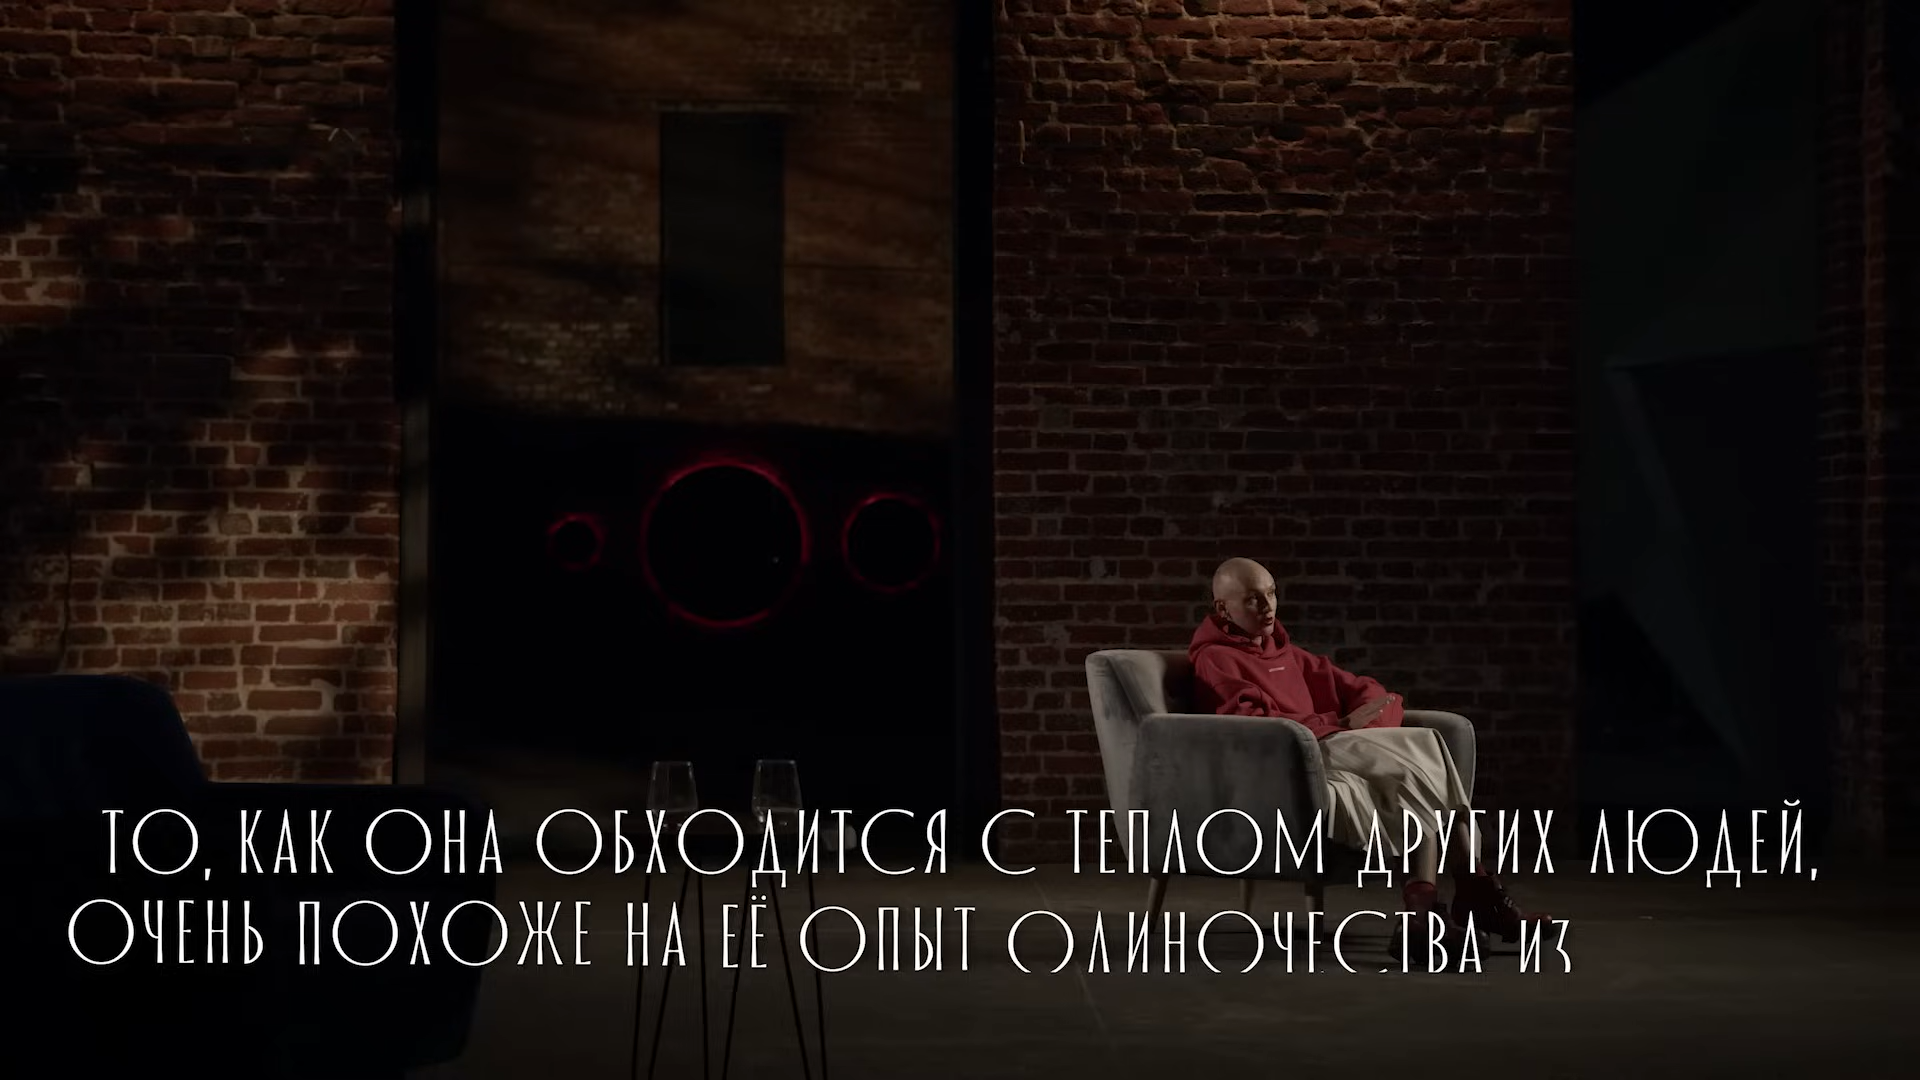 ТО, КАК ОНА ОБХОДИТСЯ С ТЕПЛОМ ДРУГИХ ЛЮДЕЙ,
ОЧЕНЬ ПОХОЖЕ НА ЕЁ ОПЫТ ОДИНОЧЕСТВА ИЗ